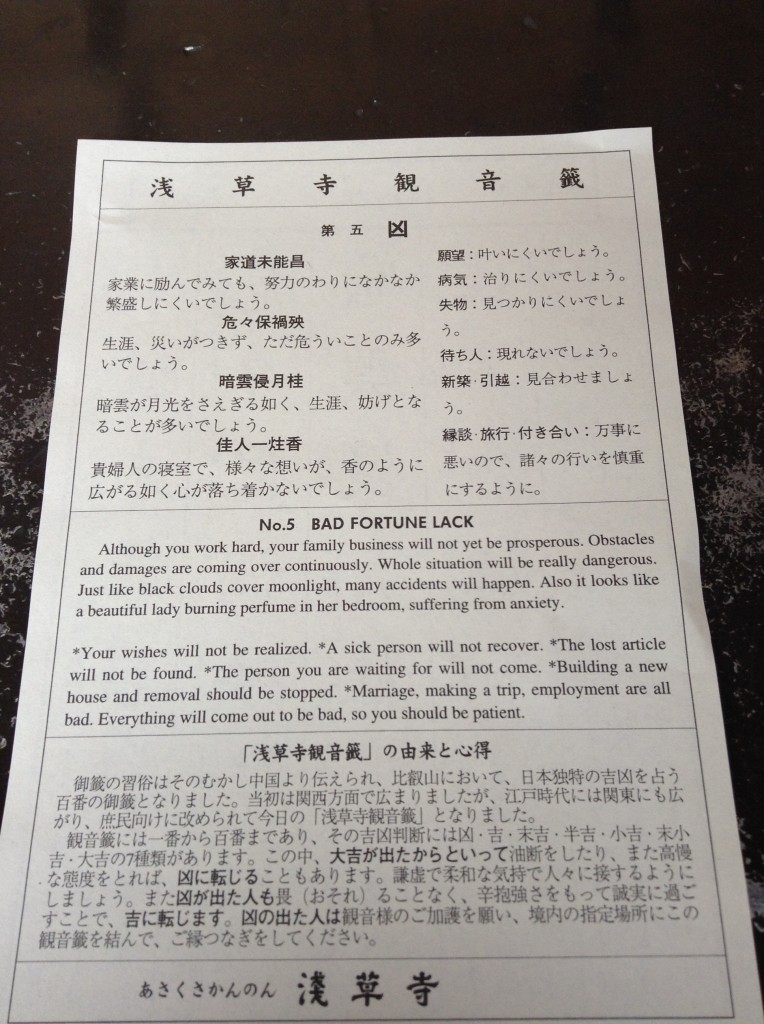 浅草寺観音籤
第五 凶
家道未能昌
家業に励んでみても、努力のわりになかなか
繁盛しにくいでしょう。
危々保禍殃
生涯、災いがつきず、ただ危ういことのみ多
いでしょう。
暗雲侵月桂
暗雲が月光をさえぎる如く、生涯、妨げとな
ることが多いでしょう。
佳人一炷香
貴婦人の寝室で、様々な想いが、香のように
広がる如く心が落ち着かないでしょう。
願望：叶いにくいでしょう。
病気：治りにくいでしょう。
失物：見つかりにくいでしょ
う。
待ち人：現れないでしょう。
新築・引越：見合わせましょ
う。
縁談・旅行・付き合い：万事に
悪いので、諸々の行いを慎重
にするように。
No.5 BAD FORTUNE LACK
Although you work hard, your family business will not yet be prosperous. Obstacles
and damages are coming over continuously. Whole situation will be really dangerous.
Just like black clouds cover moonlight, many accidents will happen. Also it looks like
a beautiful lady burning perfume in her bedroom, suffering from anxiety.
*Your wishes will not be realized. *A sick person will not recover. *The lost article
will not be found. *The person you are waiting for will not come. *Building a new
house and removal should be stopped. *Marriage, making a trip, employment are all
bad. Everything will come out to be bad, so you should be patient.
「浅草寺観音籤」の由来と心得
御籤の習俗はそのむかし中国より伝えられ、比叡山において、日本独特の吉凶を占う
百番の御籤となりました。当初は関西方面で広まりましたが、江戸時代には関東にも広
がり、庶民向けに改められて今日の「浅草寺観音籤」となりました。
観音籤には一番から百番まであり、その吉凶判断には凶・吉・末吉・半吉・小吉・末小
吉・大吉の7種類があります。この中、大吉が出たからといって油断をしたり、また高慢
な態度をとれば、凶に転じることもあります。謙虚で柔和な気持で人々に接するように
しましょう。また凶が出た人も畏（おそれ）ることなく、辛抱強さをもって誠実に過ご
すことで、吉に転じます。凶の出た人は観音様のご加護を願い、境内の指定場所にこの
観音籤を結んで、ご縁つなぎをしてください。
あさくさかんのん 淺草寺